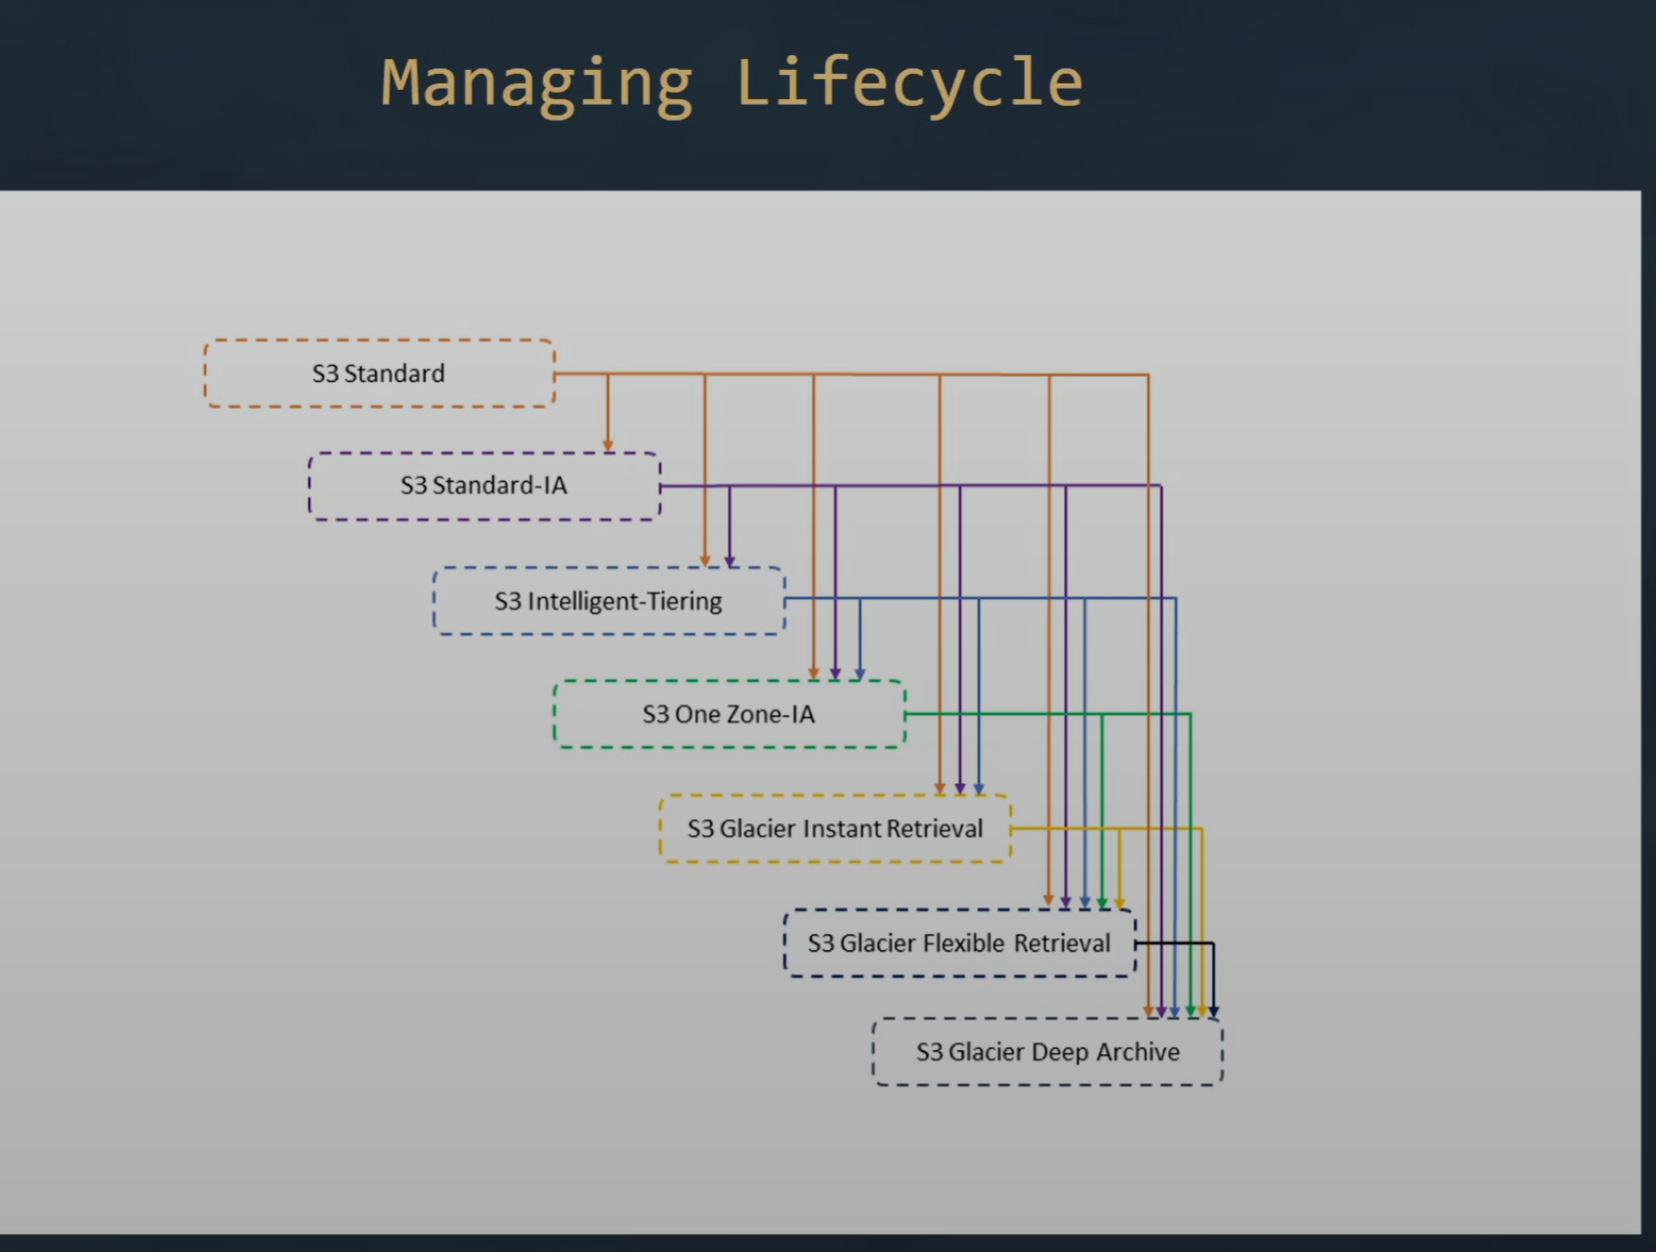 Managing Lifecycle
S3 Standard
S3 Standard-IA
S3 Intelligent-Tiering
S3 One Zone-IA
S3 Glacier Instant Retrieval
S3 Glacier Flexible Retrieval
S3 Glacier Deep Archive